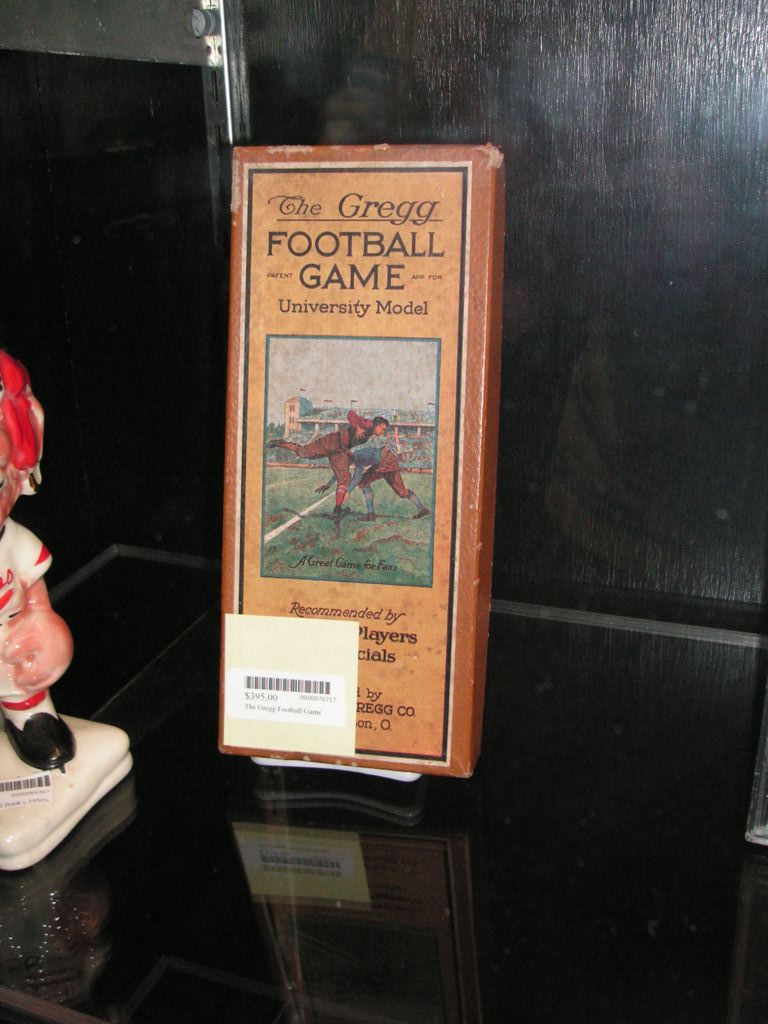 The Gregg
FOOTBALL
PATENT GAME APP. FOR
University Model
A Great Game for Fans
Recommended by
Players
cials
by
REGG CO.
on, O.
$395.00
0000076717
The Gregg Football Game